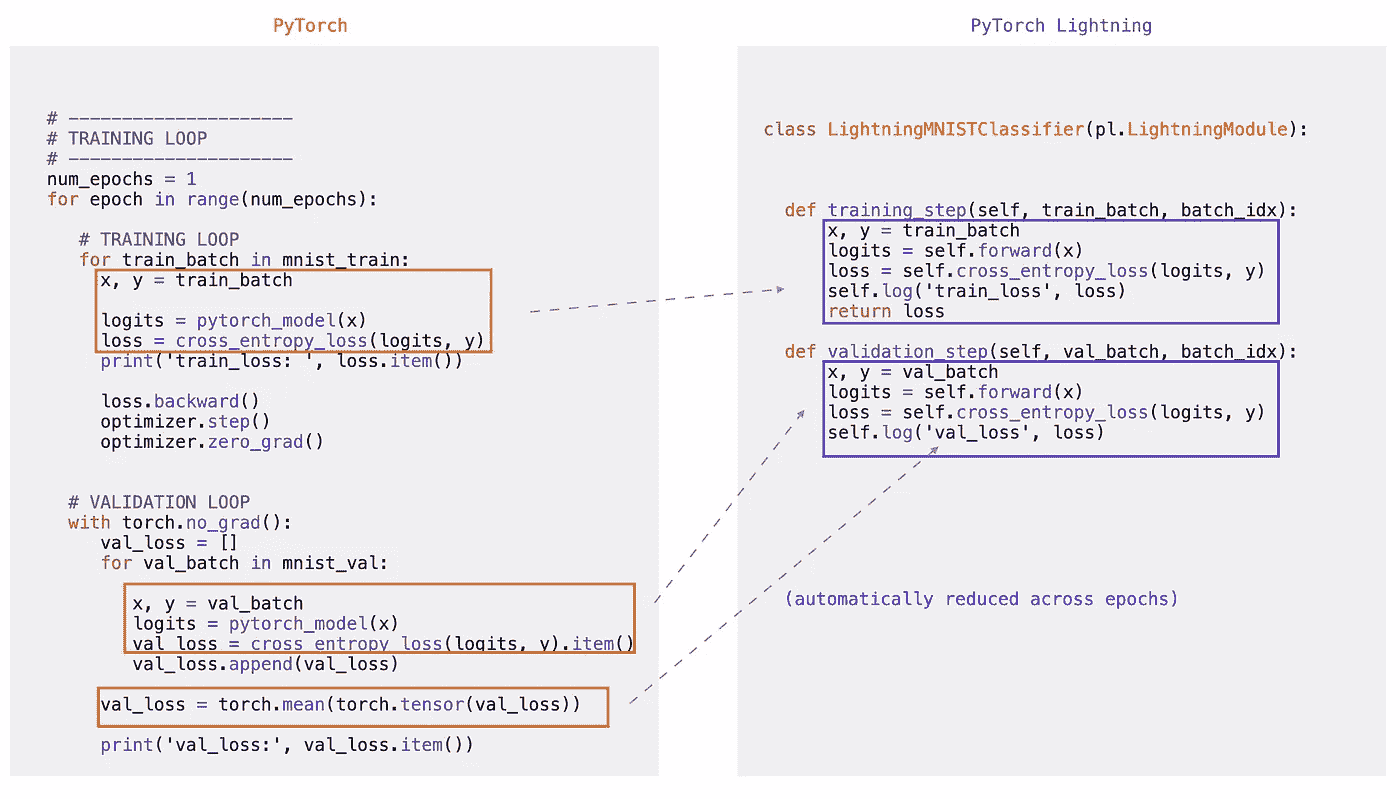 PyTorch
# ---------------------
# TRAINING LOOP
# ---------------------
num_epochs = 1
for epoch in range(num_epochs):
# TRAINING LOOP
for train_batch in mnist_train:
x, y = train_batch
logits = pytorch_model(x)
loss = cross_entropy_loss(logits, y)
print('train_loss: ', loss.item())
loss.backward()
optimizer.step()
optimizer.zero_grad()
# VALIDATION LOOP
with torch.no_grad():
val_loss = []
for val_batch in mnist_val:
x, y = val_batch
logits = pytorch_model(x)
val_loss = cross_entropy_loss(logits, y).item()
val_loss.append(val_loss)
val_loss = torch.mean(torch.tensor(val_loss))
print('val_loss:', val_loss.item())
PyTorch Lightning
class LightningMNISTClassifier(pl.LightningModule):
def training_step(self, train_batch, batch_idx):
x, y = train_batch
logits = self.forward(x)
loss = self.cross_entropy_loss(logits, y)
self.log('train_loss', loss)
return loss
def validation_step(self, val_batch, batch_idx):
x, y = val_batch
logits = self.forward(x)
loss = self.cross_entropy_loss(logits, y)
self.log('val_loss', loss)
(automatically reduced across epochs)